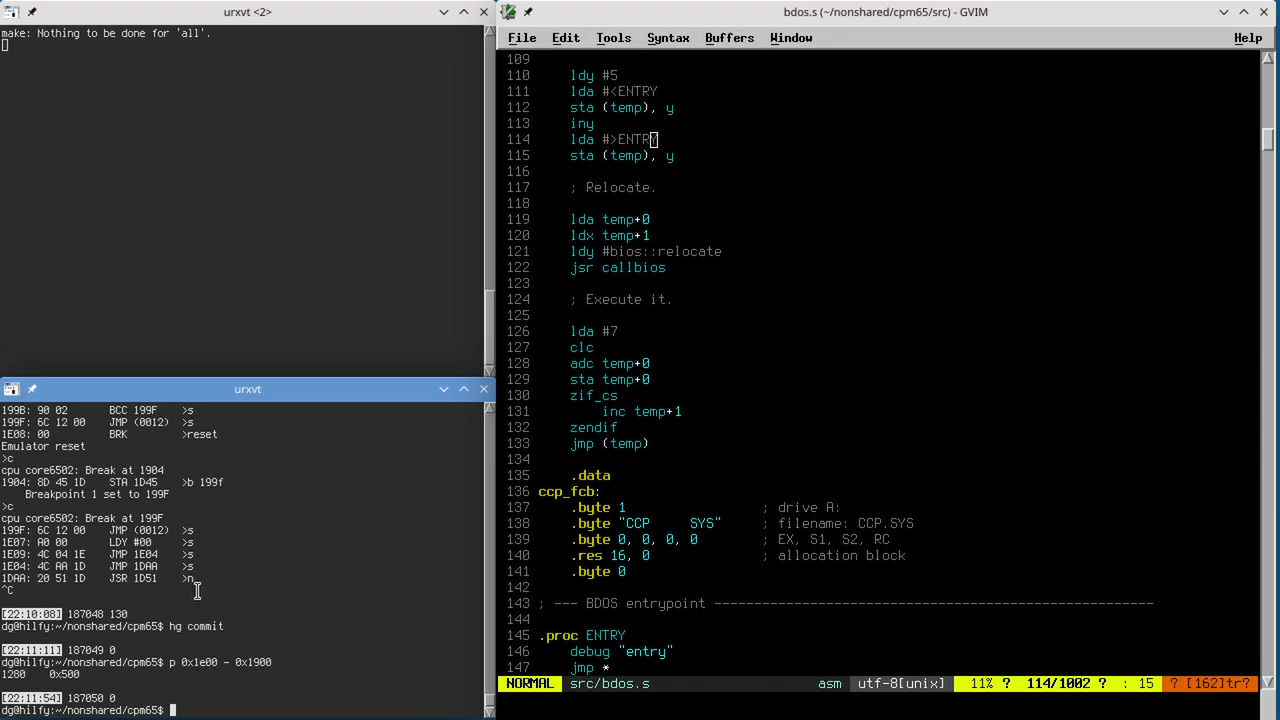 urxvt <2>
make: Nothing to be done for 'all'.
urxvt
199B: 90 02      BCC 199F    >s
199F: 6C 12 00   JMP (0012)  >s
1E08: 00         BRK         >reset
Emulator reset
>c
cpu core6502: Break at 1904
1904: 8D 45 1D   STA 1D45    >b 199f
    Breakpoint 1 set to 199F
>c
cpu core6502: Break at 199F
199F: 6C 12 00   JMP (0012)  >s
1E07: A0 00      LDY #00     >s
1E09: 4C 04 1E   JMP 1E04    >s
1E04: 4C AA 1D   JMP 1DAA    >s
1DAA: 20 51 1D   JSR 1D51    >n
^C
[22:10:08] 187048 130
dg@hilfy:~/nonshared/cpm65$ hg commit
[22:11:11] 187049 0
dg@hilfy:~/nonshared/cpm65$ p 0x1e00 - 0x1900
1280    0x500
[22:11:54] 187050 0
dg@hilfy:~/nonshared/cpm65$
bdos.s (~/nonshared/cpm65/src) - GVIM
File Edit Tools Syntax Buffers Window Help
109
110     ldy #5
111     lda #<ENTRY
112     sta (temp), y
113     iny
114     lda #>ENTRY
115     sta (temp), y
116
117     ; Relocate.
118
119     lda temp+0
120     ldx temp+1
121     ldy #bios::relocate
122     jsr callbios
123
124     ; Execute it.
125
126     lda #7
127     clc
128     adc temp+0
129     sta temp+0
130     zif_cs
131         inc temp+1
132     zendif
133     jmp (temp)
134
135     .data
136 ccp_fcb:
137     .byte 1                 ; drive A:
138     .byte "CCP     SYS"     ; filename: CCP.SYS
139     .byte 0, 0, 0, 0        ; EX, S1, S2, RC
140     .res 16, 0              ; allocation block
141     .byte 0
142
143 ; --- BDOS entrypoint -------------------------------------------------------
144
145 .proc ENTRY
146     debug "entry"
147     jmp *
NORMAL src/bdos.s asm utf-8[unix] 11% ? 114/1002 ? : 15 ? [162]tr?